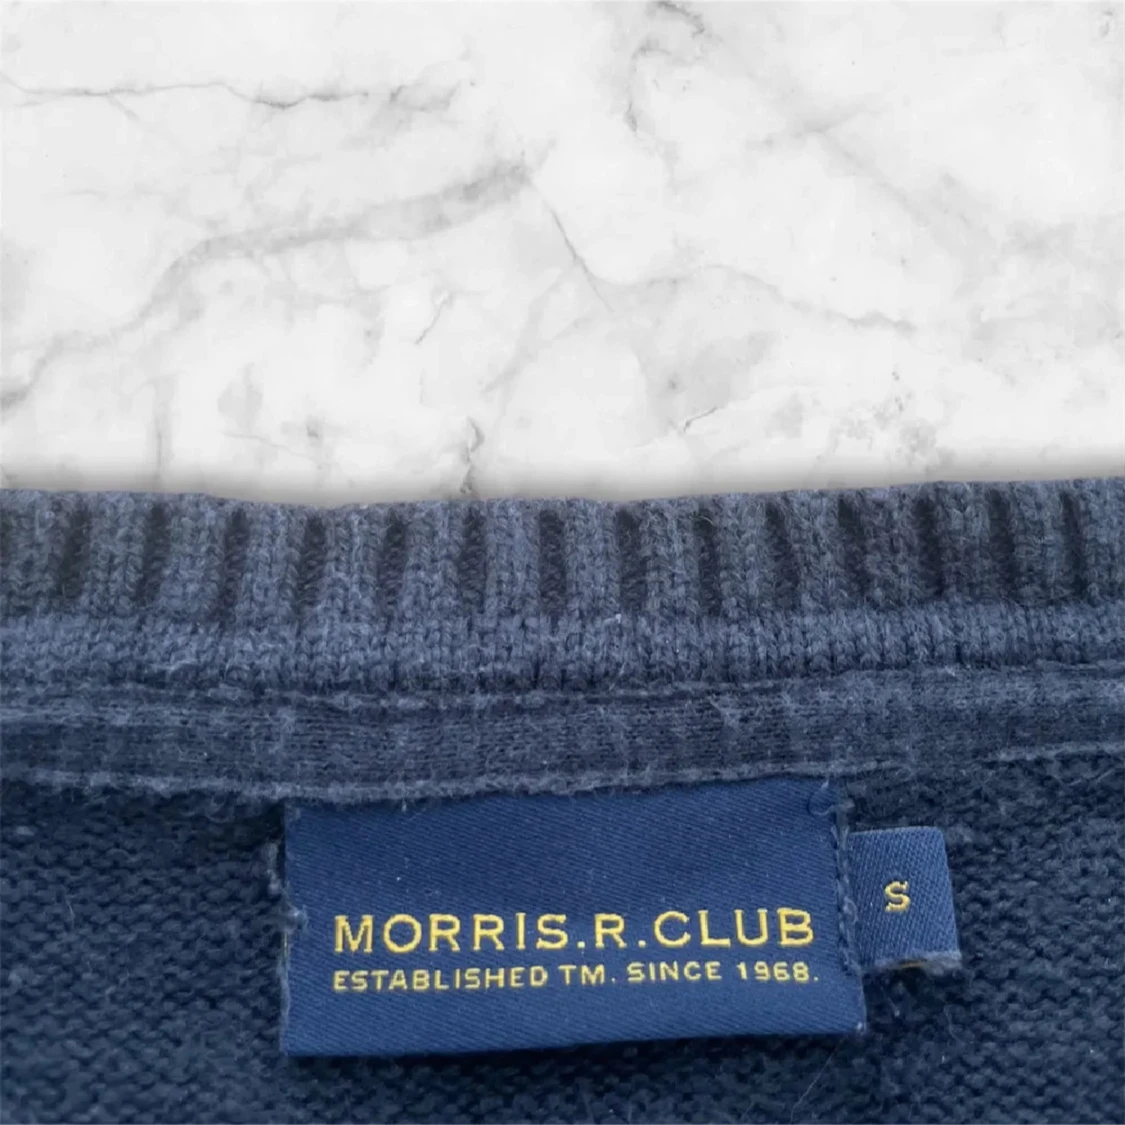 MORRIS.R.CLUB
ESTABLISHED TM. SINCE 1968.
S